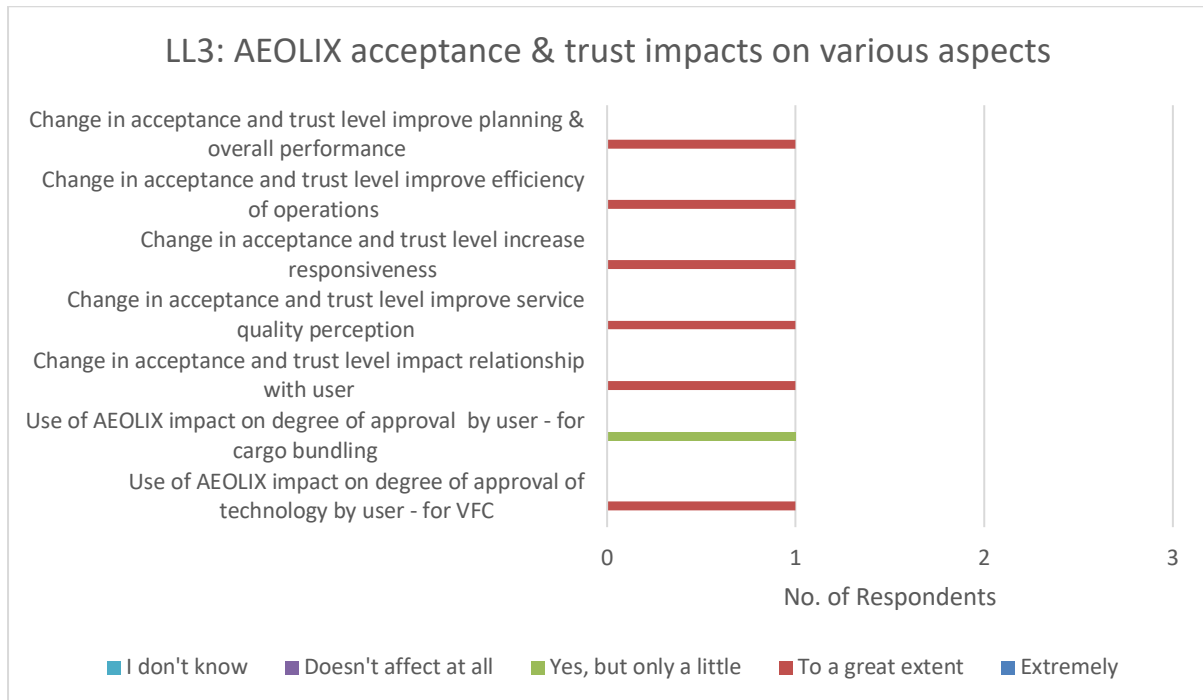 LL3: AEOLIX acceptance & trust impacts on various aspects
Change in acceptance and trust level improve planning &
overall performance
Change in acceptance and trust level improve efficiency
of operations
Change in acceptance and trust level increase
responsiveness
Change in acceptance and trust level improve service
quality perception
Change in acceptance and trust level impact relationship
with user
Use of AEOLIX impact on degree of approval by user - for
cargo bundling
Use of AEOLIX impact on degree of approval of
technology by user - for VFC
0 1 2 3
No. of Respondents
I don't know Doesn't affect at all Yes, but only a little To a great extent Extremely